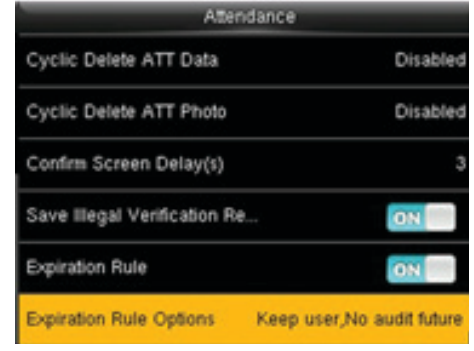 Attendance
Cyclic Delete ATT Data Disabled
Cyclic Delete ATT Photo Disabled
Confirm Screen Delay(s) 3
Save Illegal Verification Re... ON
Expiration Rule ON
Expiration Rule Options Keep user,No audit future